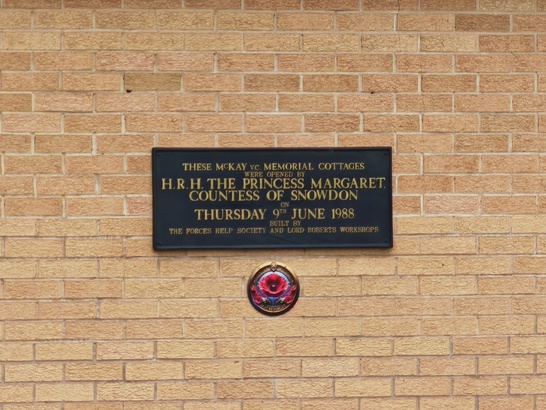 THESE McKAY VC. MEMORIAL COTTAGES
WERE OPENED BY
H.R.H. THE PRINCESS MARGARET.
COUNTESS OF SNOWDON
ON
THURSDAY 9TH JUNE 1988
BUILT BY
THE FORCES HELP SOCIETY AND LORD ROBERTS WORKSHOPS